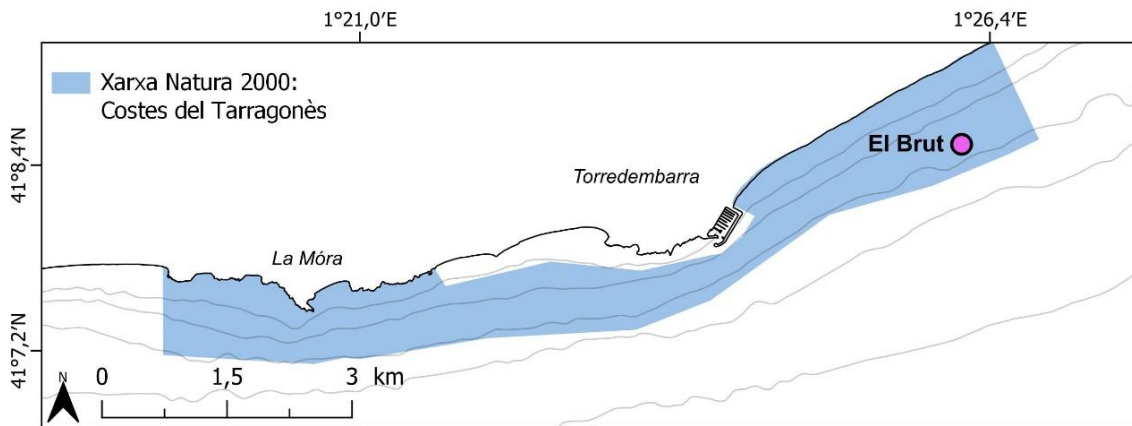 1°21,0′E
1°26,4′E
Xarxa Natura 2000:
Costes del Tarragonès
41°8,4′N
El Brut
Torredembarra
La Móra
41°7,2′N
N
0 1,5 3 km